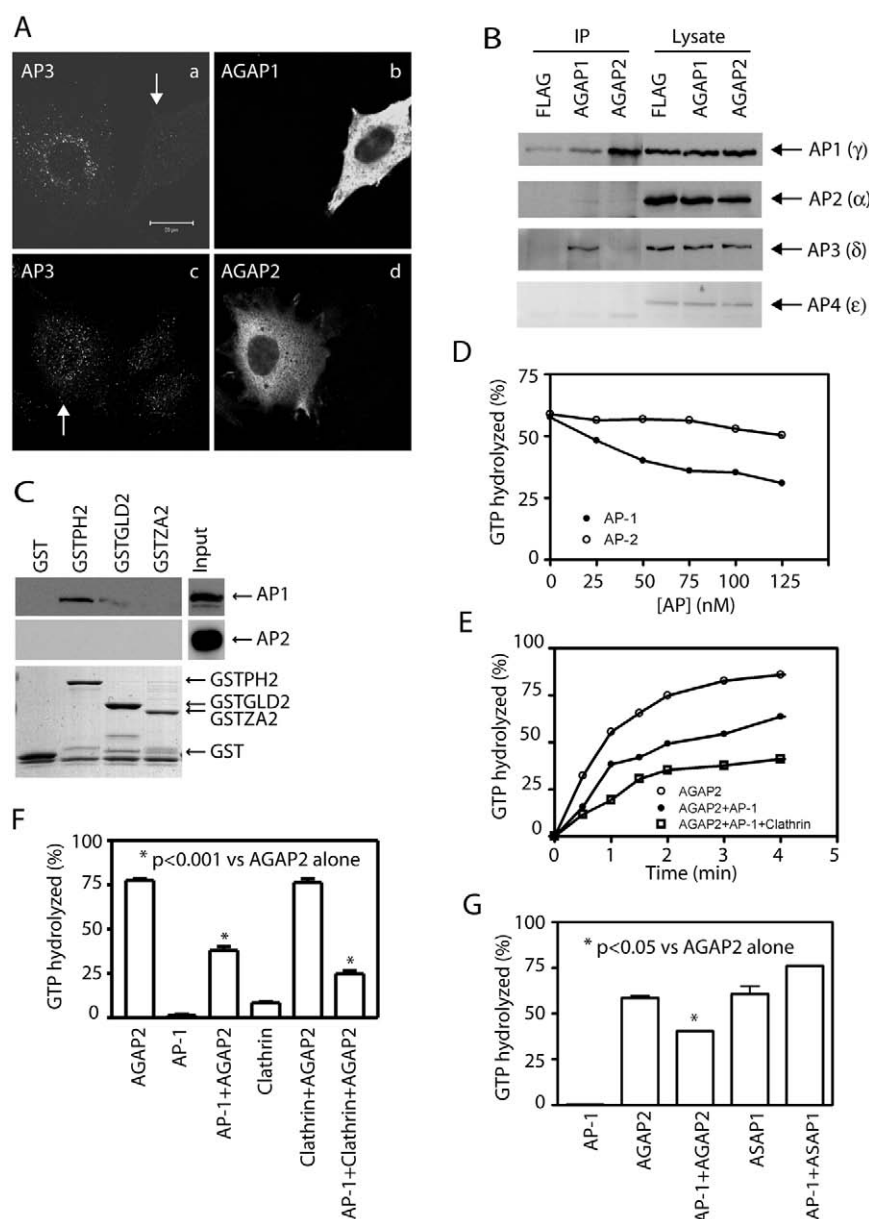 A
AP3
a
AGAP1
b
20 µm
AP3
c
AGAP2
d
B
IP
Lysate
FLAG
AGAP1
AGAP2
FLAG
AGAP1
AGAP2
AP1 (γ)
AP2 (α)
AP3 (δ)
AP4 (ε)
C
GST
GSTPH2
GSTGLD2
GSTZA2
Input
AP1
AP2
GSTPH2
GSTGLD2
GSTZA2
GST
D
GTP hydrolyzed (%)
75
50
25
0
AP-1
AP-2
0 25 50 75 100 125
[AP] (nM)
E
GTP hydrolyzed (%)
100
75
50
25
0
AGAP2
AGAP2+AP-1
AGAP2+AP-1+Clathrin
0 1 2 3 4 5
Time (min)
F
GTP hydrolyzed (%)
100
75
50
25
0
* p<0.001 vs AGAP2 alone
*
*
AGAP2
AP-1
AP-1+AGAP2
Clathrin
Clathrin+AGAP2
AP-1+Clathrin+AGAP2
G
GTP hydrolyzed (%)
100
75
50
25
0
* p<0.05 vs AGAP2 alone
*
AP-1
AGAP2
AP-1+AGAP2
ASAP1
AP-1+ASAP1